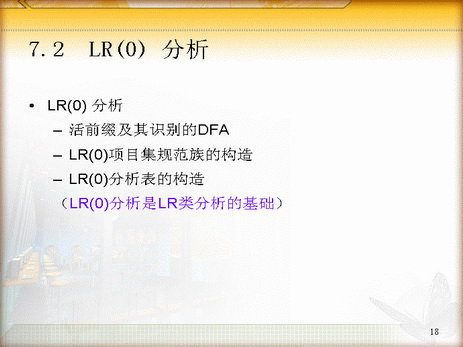 7.2 LR(0) 分析
• LR(0) 分析
– 活前缀及其识别的DFA
– LR(0)项目集规范族的构造
– LR(0)分析表的构造
（LR(0)分析是LR类分析的基础）
18